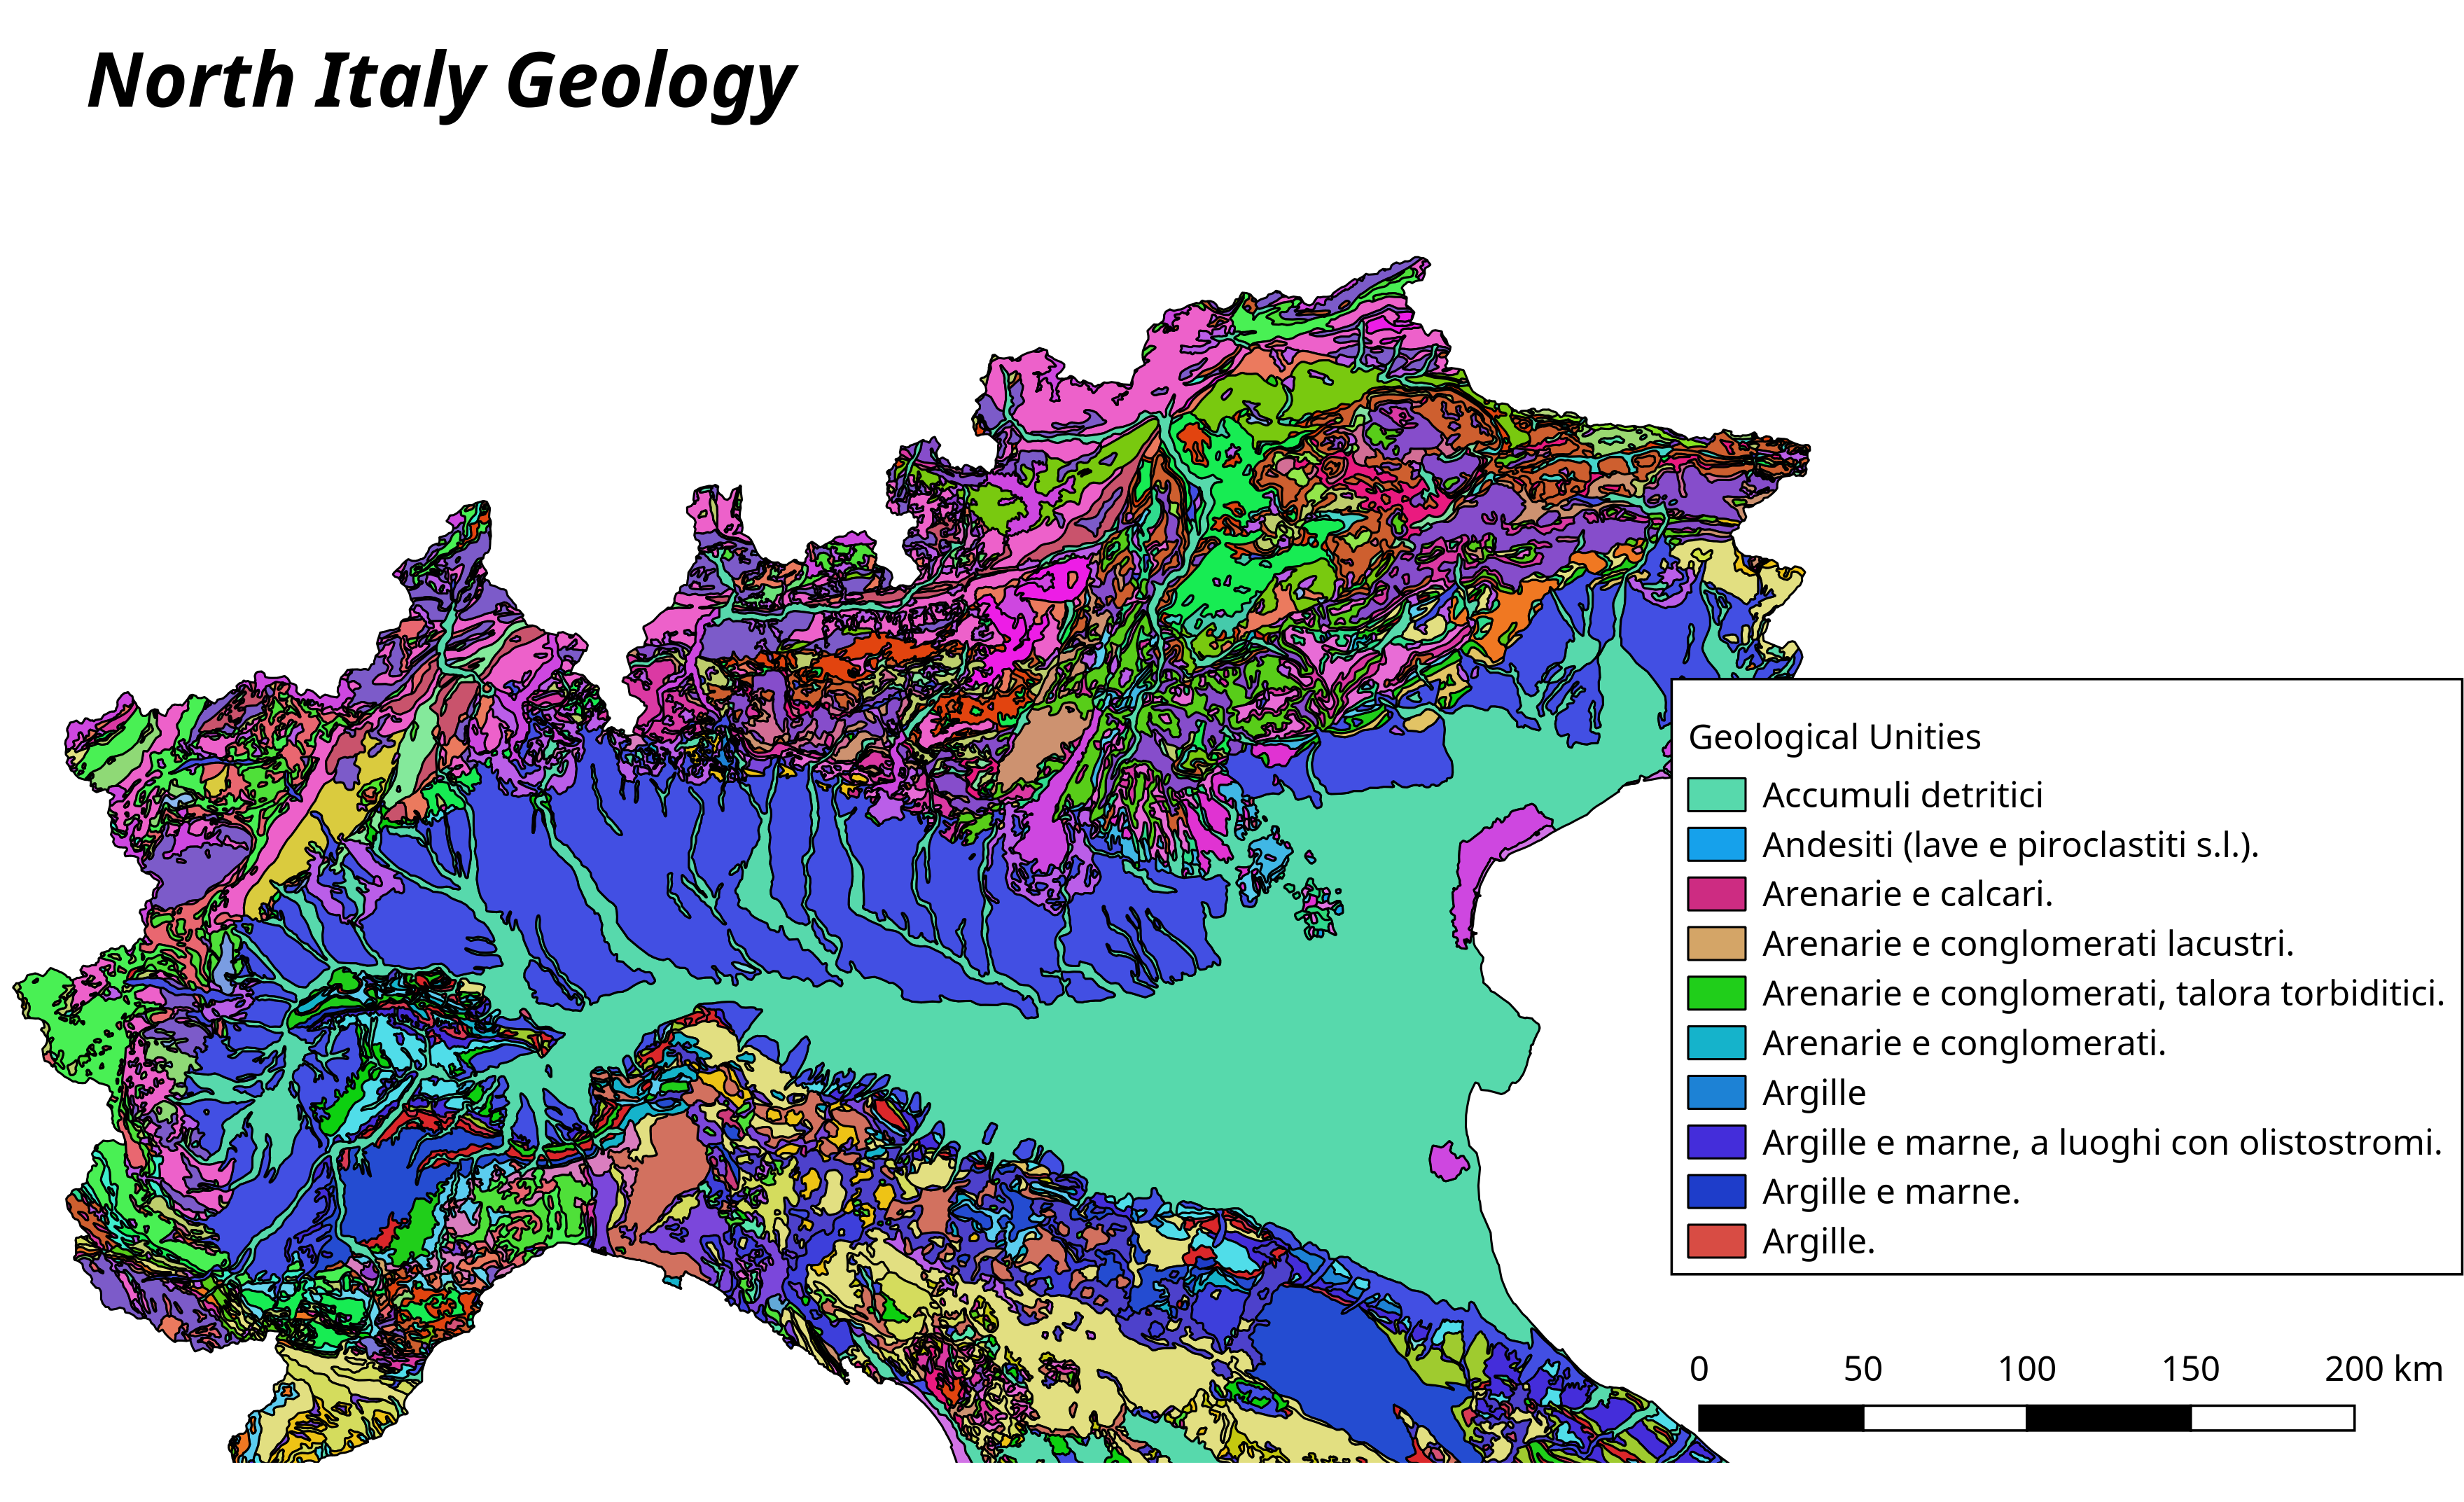 North Italy Geology
Geological Unities
Accumuli detritici
Andesiti (lave e piroclastiti s.l.).
Arenarie e calcari.
Arenarie e conglomerati lacustri.
Arenarie e conglomerati, talora torbiditici.
Arenarie e conglomerati.
Argille
Argille e marne, a luoghi con olistostromi.
Argille e marne.
Argille.
0 50 100 150 200 km